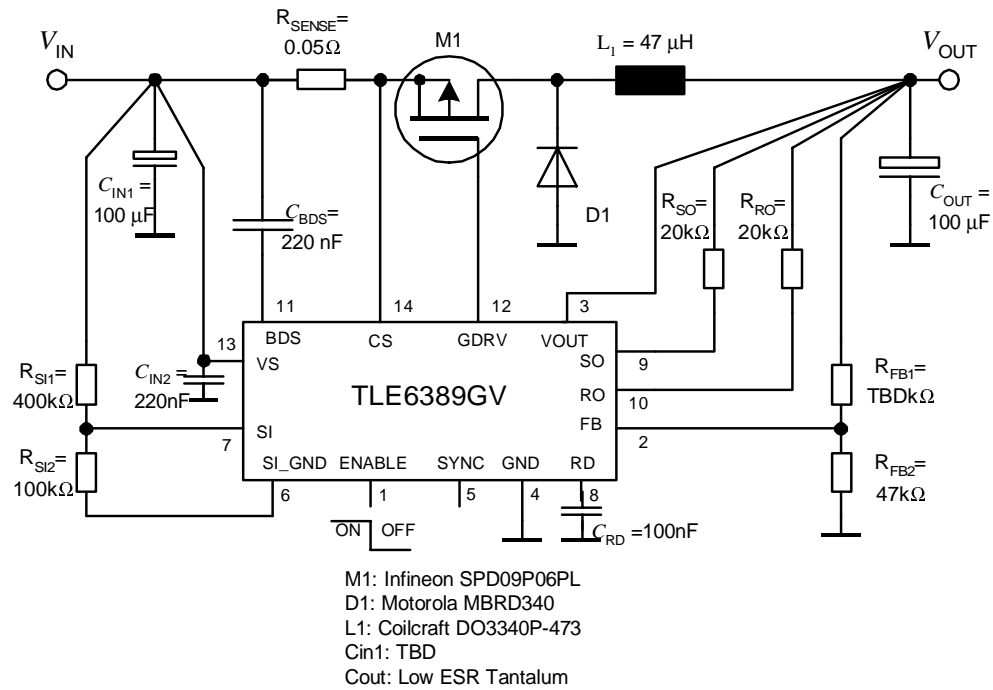 R_SENSE=
0.05Ω
M1
L₁ = 47 µH
V_IN
V_OUT
C_IN1 =
100 µF
C_BDS=
220 nF
D1
R_SO=
20kΩ
R_RO=
20kΩ
C_OUT =
100 µF
11
14
12
3
BDS
CS
GDRV
VOUT
13
VS
SO
9
R_SI1=
400kΩ
C_IN2 =
220nF
TLE6389GV
RO
10
R_FB1=
TBDkΩ
SI
7
FB
2
R_SI2=
100kΩ
SI_GND
ENABLE
SYNC
GND
RD
R_FB2=
47kΩ
6
1
5
4
8
ON
OFF
C_RD =100nF
M1: Infineon SPD09P06PL
D1: Motorola MBRD340
L1: Coilcraft DO3340P-473
Cin1: TBD
Cout: Low ESR Tantalum